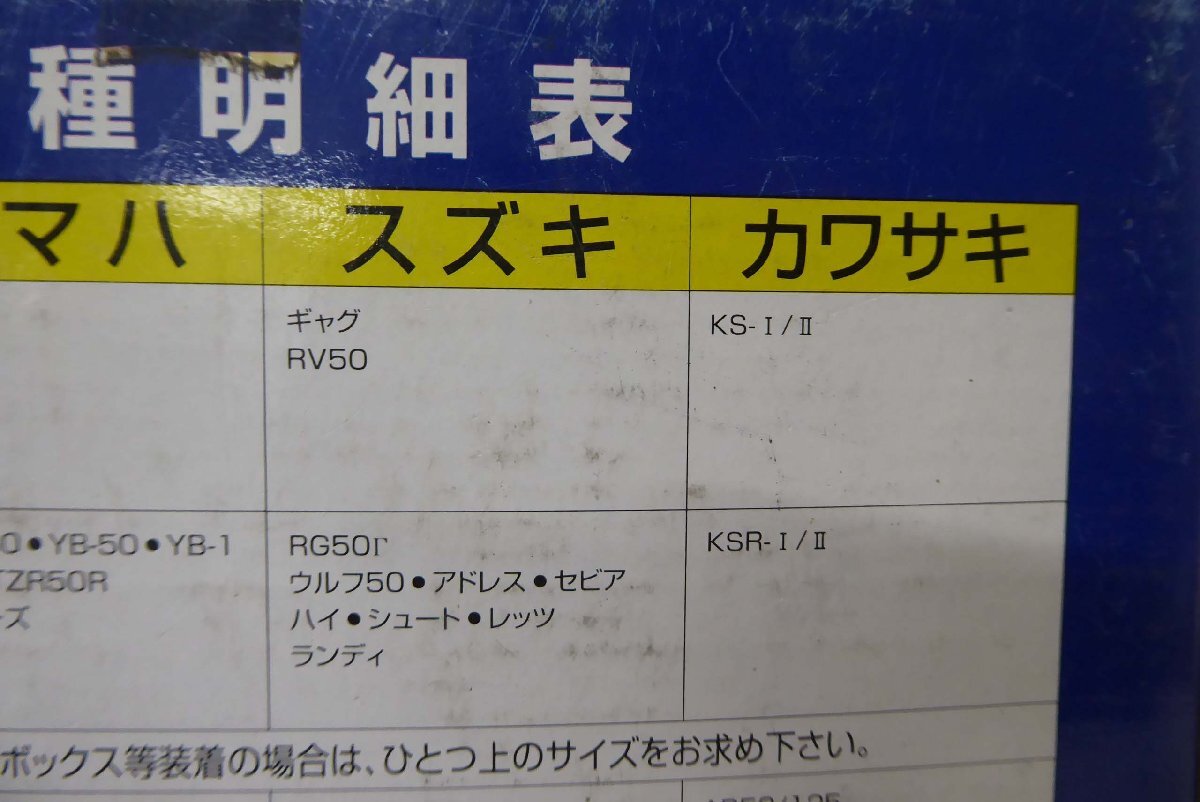 種明細表
マハ
スズキ
カワサキ
ギャグ
RV50
KS-Ⅰ/Ⅱ
0●YB-50●YB-1
TZR50R
ーズ
RG50Γ
ウルフ50●アドレス●セピア
ハイ●シュート●レッツ
ランディ
KSR-Ⅰ/Ⅱ
ボックス等装着の場合は、ひとつ上のサイズをお求め下さい。